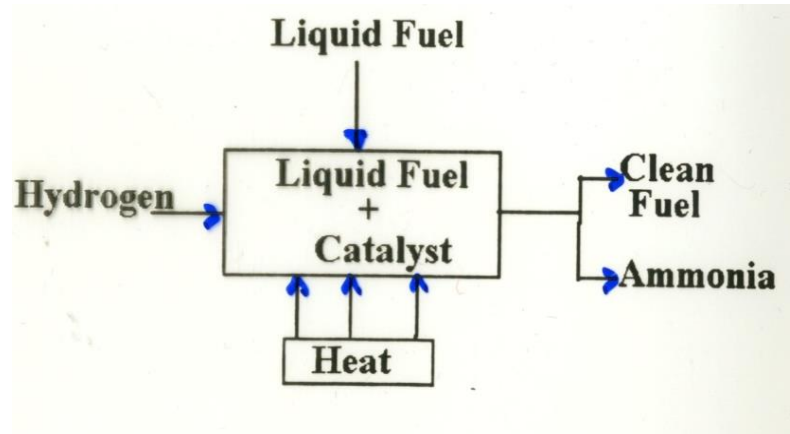 Liquid Fuel
Hydrogen
Liquid Fuel
+
Catalyst
Clean
Fuel
Ammonia
Heat